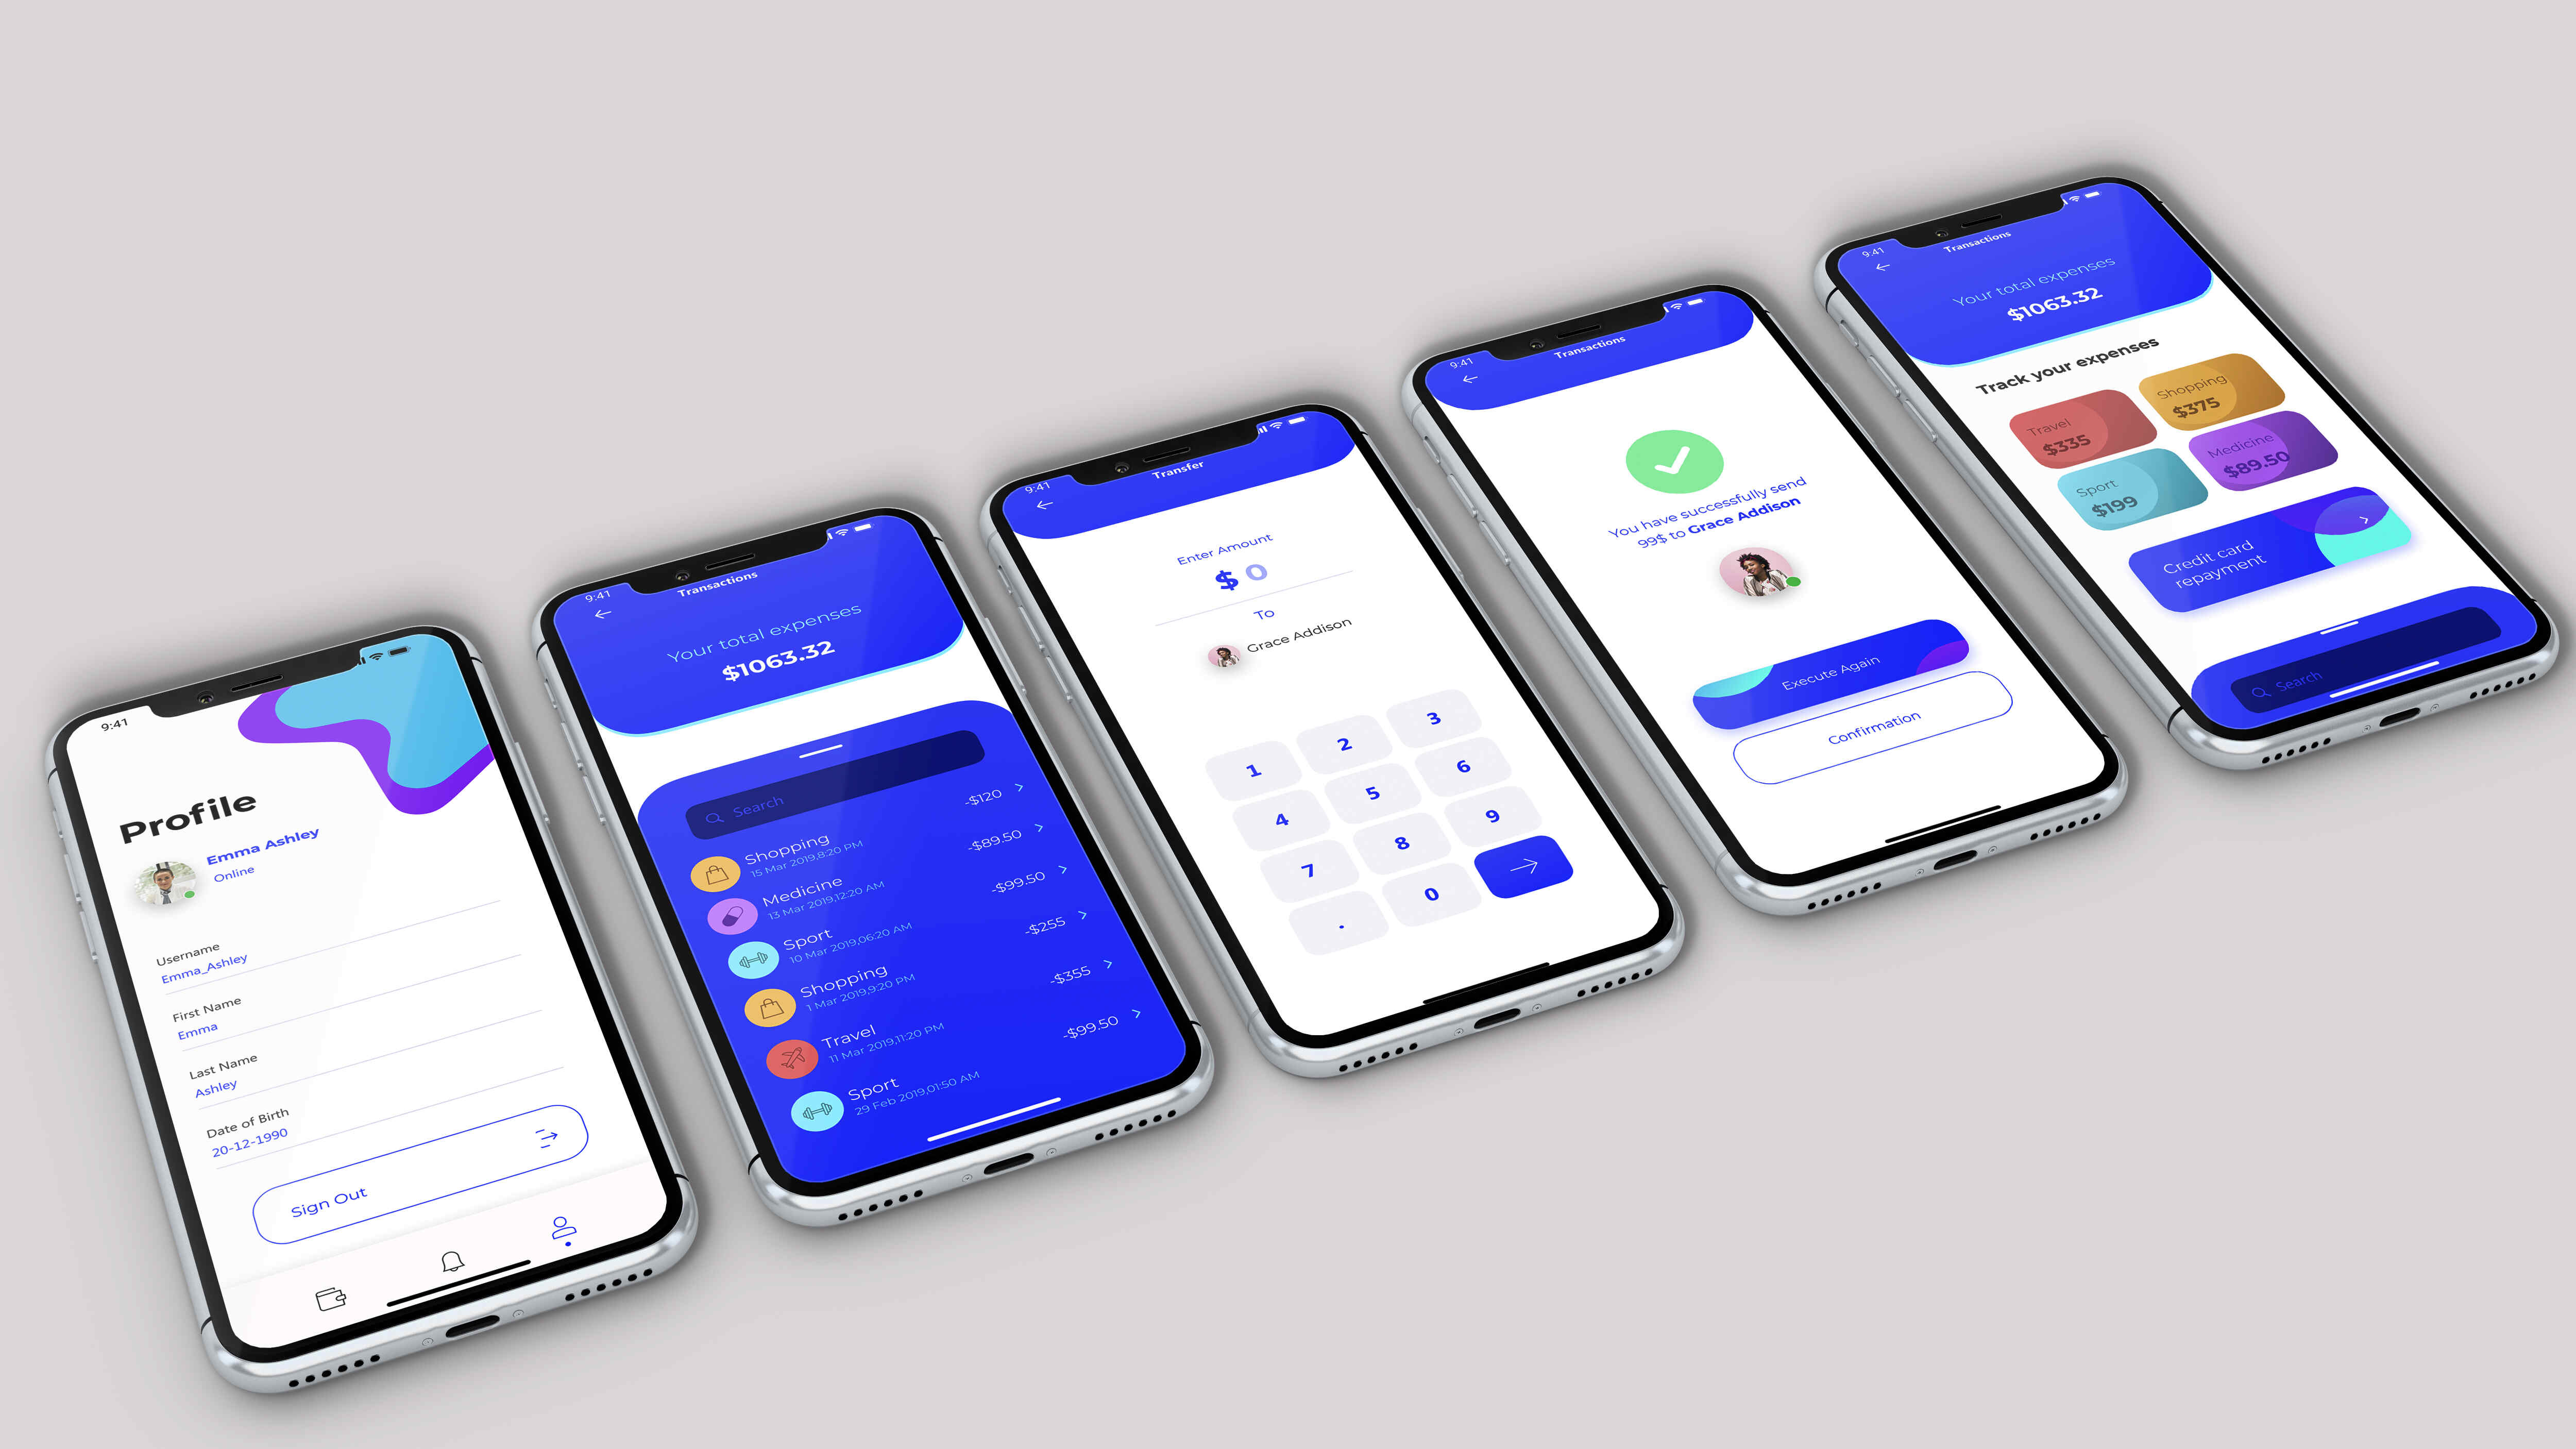 9:41
Profile
Emma Ashley
Online
Username
Emma_Ashley
First Name
Emma
Last Name
Ashley
Date of Birth
20-12-1990
Sign Out
9:41
Transactions
Your total expenses
$1063.32
Search
Shopping
15 Mar 2019,8:20 PM
-$120
Medicine
13 Mar 2019,12:20 AM
-$89.50
Sport
10 Mar 2019,06:20 AM
-$99.50
Shopping
1 Mar 2019,9:20 PM
-$255
Travel
11 Mar 2019,11:20 PM
-$355
Sport
29 Feb 2019,01:50 AM
-$99.50
9:41
Transfer
Enter Amount
$ 0
To
Grace Addison
1 2 3
4 5 6
7 8 9
. 0
9:41
Transactions
You have successfully send
99$ to Grace Addison
Execute Again
Confirmation
9:41
Transactions
Your total expenses
$1063.32
Track your expenses
Travel
$335
Shopping
$375
Sport
$199
Medicine
$89.50
Credit card
repayment
Search